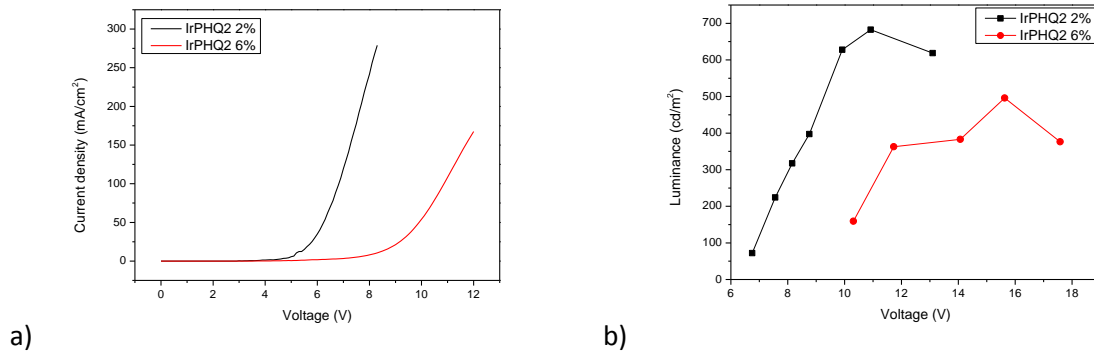 IrPHQ2 2%
IrPHQ2 6%
300
250
200
150
100
50
0
0 2 4 6 8 10 12
Current density (mA/cm²)
Voltage (V)
a)
IrPHQ2 2%
IrPHQ2 6%
700
600
500
400
300
200
100
0
6 8 10 12 14 16 18
Luminance (cd/m²)
Voltage (V)
b)